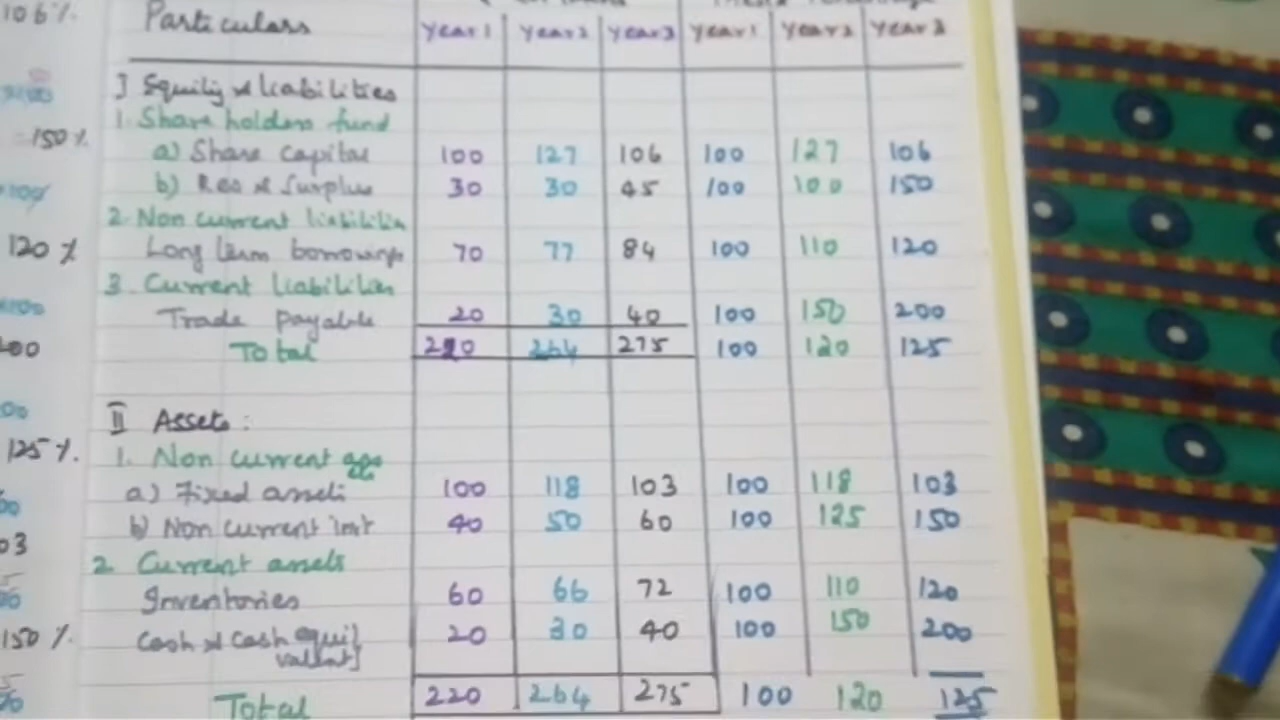 106%
Particulars Year 1 Year 2 Year 3 Year 1 Year 2 Year 3
I Equity & liabilities
1. Share holders fund
150%
a) Share capital 100 127 106 100 127 106
b) Res & Surplus 30 30 45 100 100 150
2. Non current liabilities
120% Long term borrowings 70 77 84 100 110 120
3. Current liabilities
Trade payable 20 30 40 100 150 200
Total 220 264 275 100 120 125
II Assets:
125%. 1. Non current
a) Fixed assets 100 118 103 100 118 103
b) Non current inst 40 50 60 100 125 150
2. Current assets
Inventories 60 66 72 100 110 120
150% Cash & Cash equi} 20 30 40 100 150 200
valent}
Total 220 264 275 100 120 125